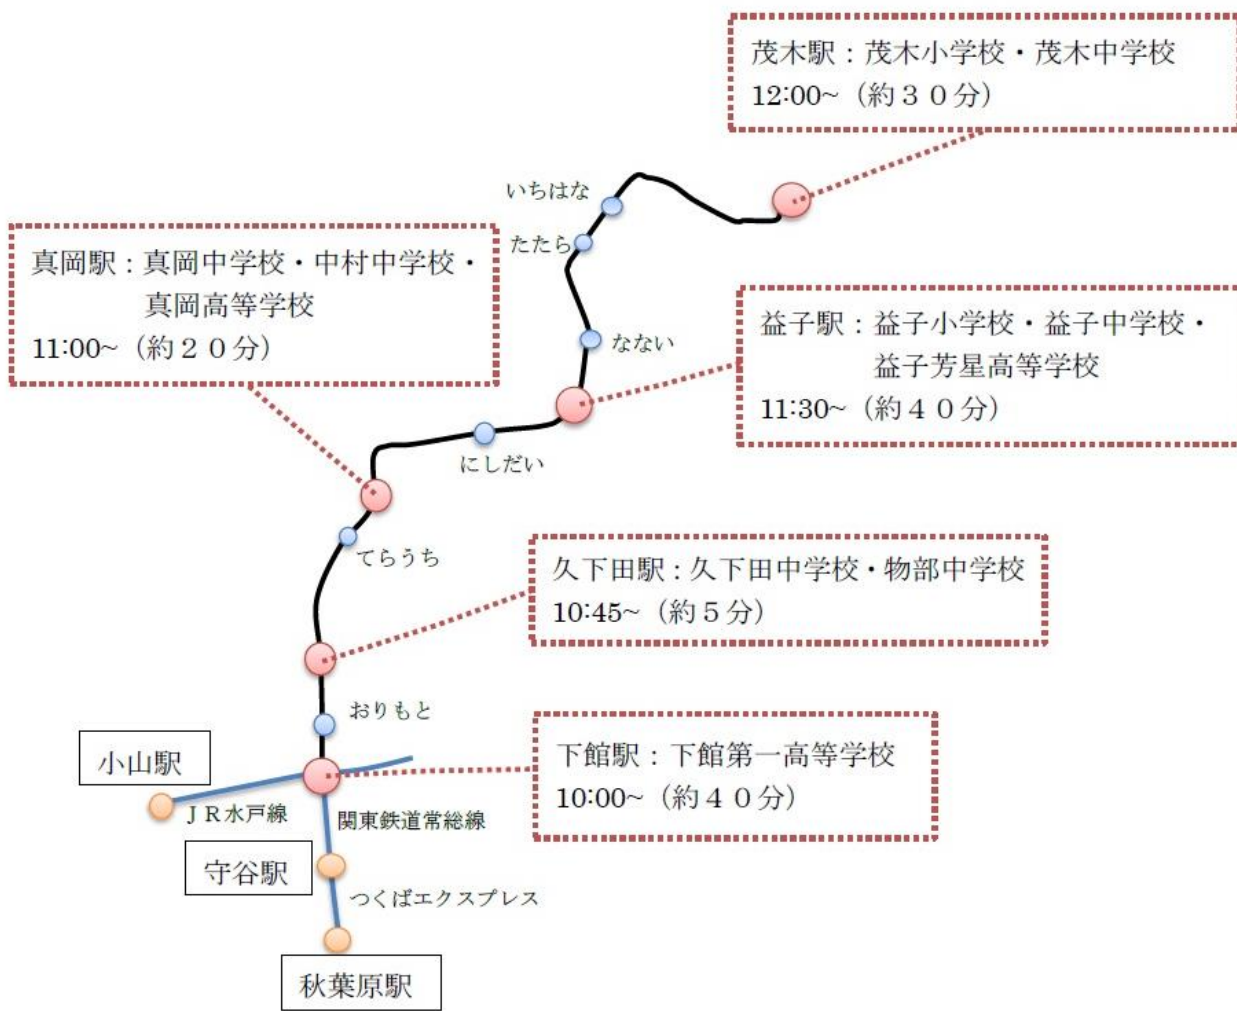 茂木駅：茂木小学校・茂木中学校
12:00~（約３０分）
いちはな
たたら
真岡駅：真岡中学校・中村中学校・
真岡高等学校
11:00~（約２０分）
益子駅：益子小学校・益子中学校・
益子芳星高等学校
11:30~（約４０分）
なない
にしだい
てらうち
久下田駅：久下田中学校・物部中学校
10:45~（約５分）
おりもと
下館駅：下館第一高等学校
10:00~（約４０分）
小山駅
ＪＲ水戸線
関東鉄道常総線
守谷駅
つくばエクスプレス
秋葉原駅